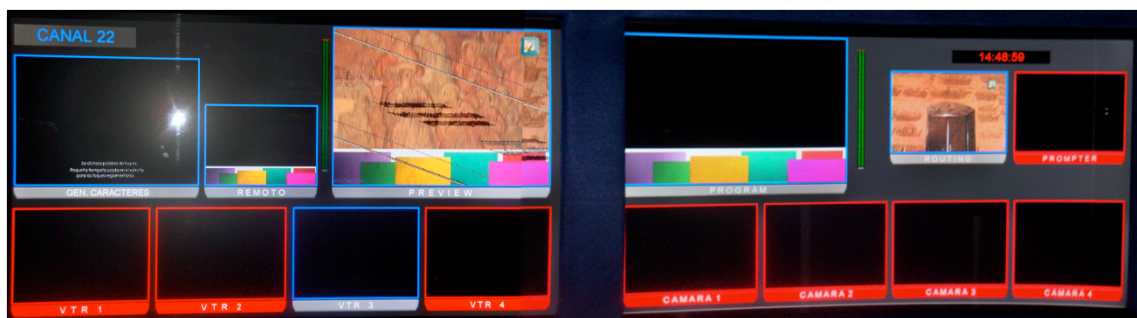 CANAL 22
14:48:59
GEN. CARACTERES
REMOTO
PREVIEW
PROGRAM
ROUTING
PROMPTER
VTR 1
VTR 2
VTR 3
VTR 4
CAMARA 1
CAMARA 2
CAMARA 3
CAMARA 4